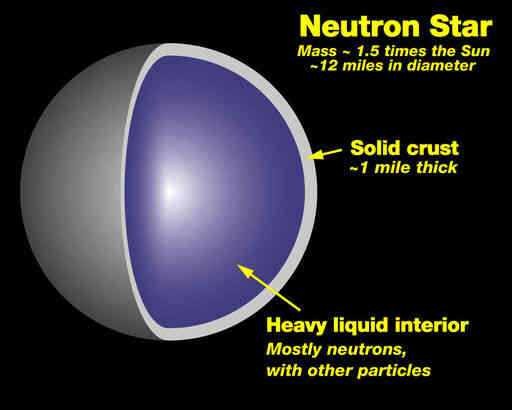 Neutron Star
Mass ~ 1.5 times the Sun
~12 miles in diameter
Solid crust
~1 mile thick
Heavy liquid interior
Mostly neutrons,
with other particles